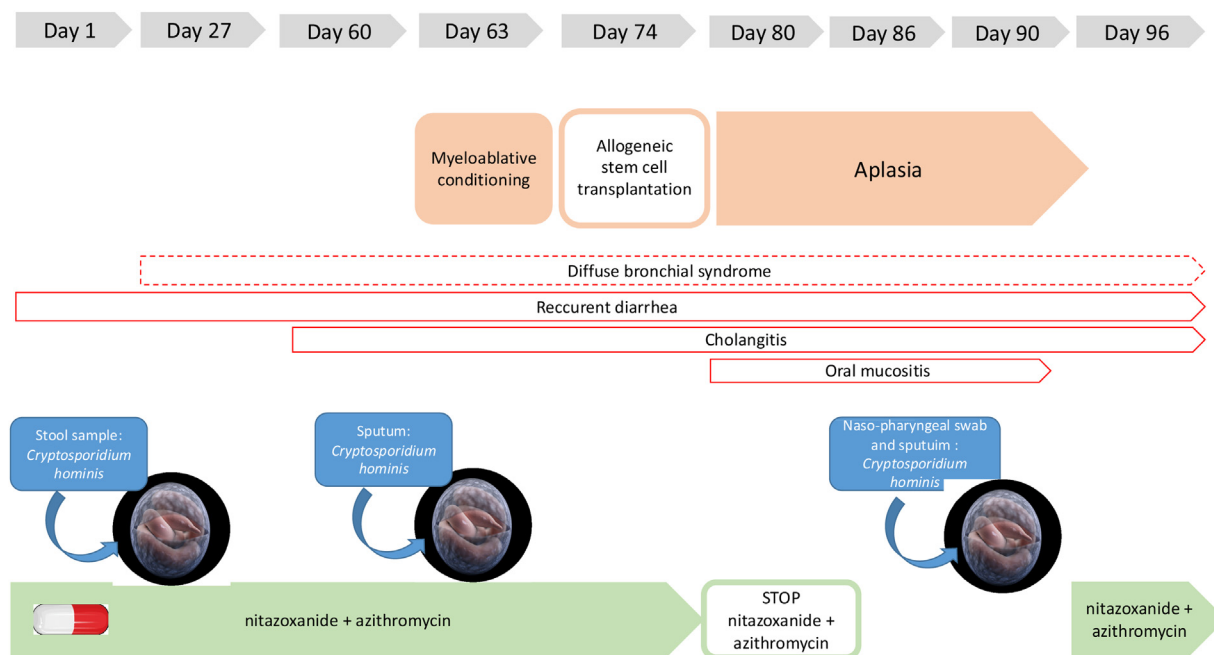 Day 1
Day 27
Day 60
Day 63
Day 74
Day 80
Day 86
Day 90
Day 96
Myeloablative
conditioning
Allogeneic
stem cell
transplantation
Aplasia
Diffuse bronchial syndrome
Reccurent diarrhea
Cholangitis
Oral mucositis
Stool sample:
Cryptosporidium
hominis
Sputum:
Cryptosporidium
hominis
Naso-pharyngeal swab
and sputuim :
Cryptosporidium
hominis
nitazoxanide + azithromycin
STOP
nitazoxanide +
azithromycin
nitazoxanide +
azithromycin